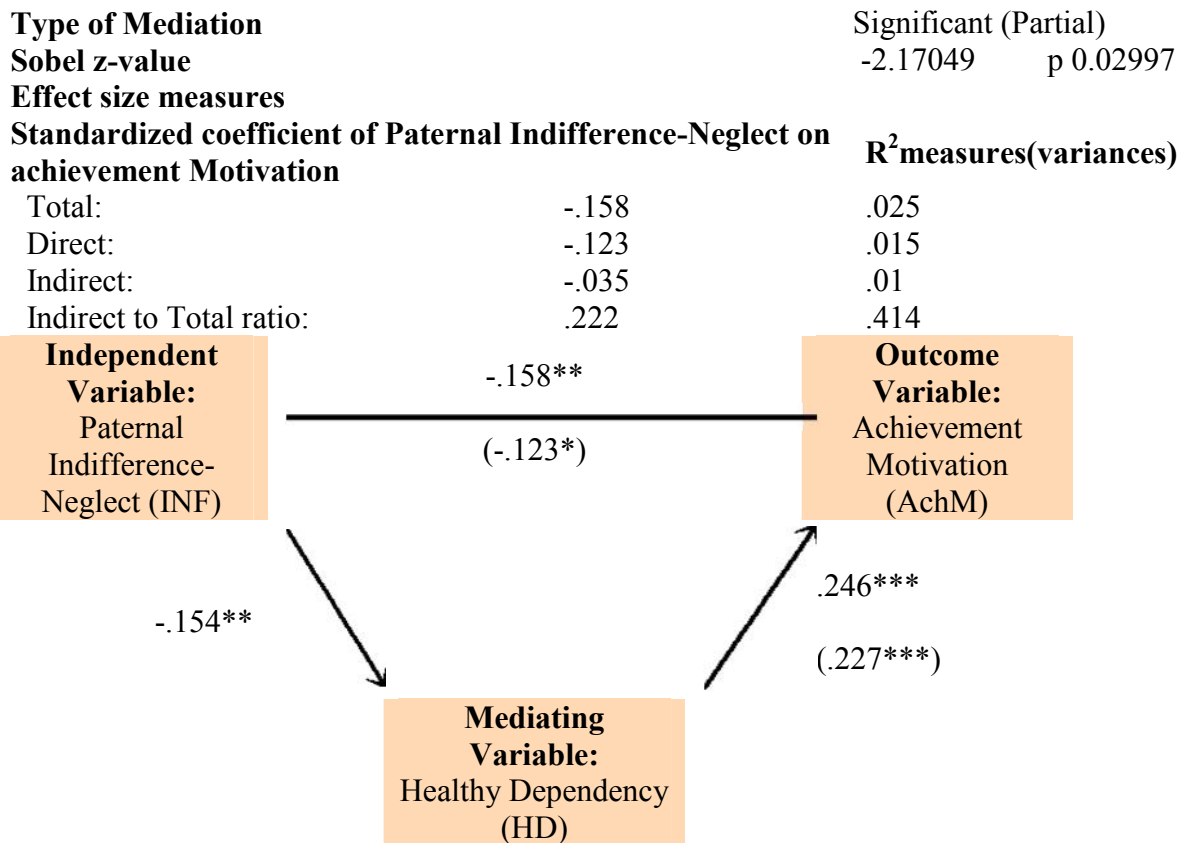 Type of Mediation Significant (Partial)
Sobel z-value -2.17049 p 0.02997
Effect size measures
Standardized coefficient of Paternal Indifference-Neglect on
achievement Motivation
R²measures(variances)
Total: -.158 .025
Direct: -.123 .015
Indirect: -.035 .01
Indirect to Total ratio: .222 .414
Independent
Variable:
Paternal
Indifference-
Neglect (INF)
-.158**
(-.123*)
Outcome
Variable:
Achievement
Motivation
(AchM)
-.154**
.246***
(.227***)
Mediating
Variable:
Healthy Dependency
(HD)